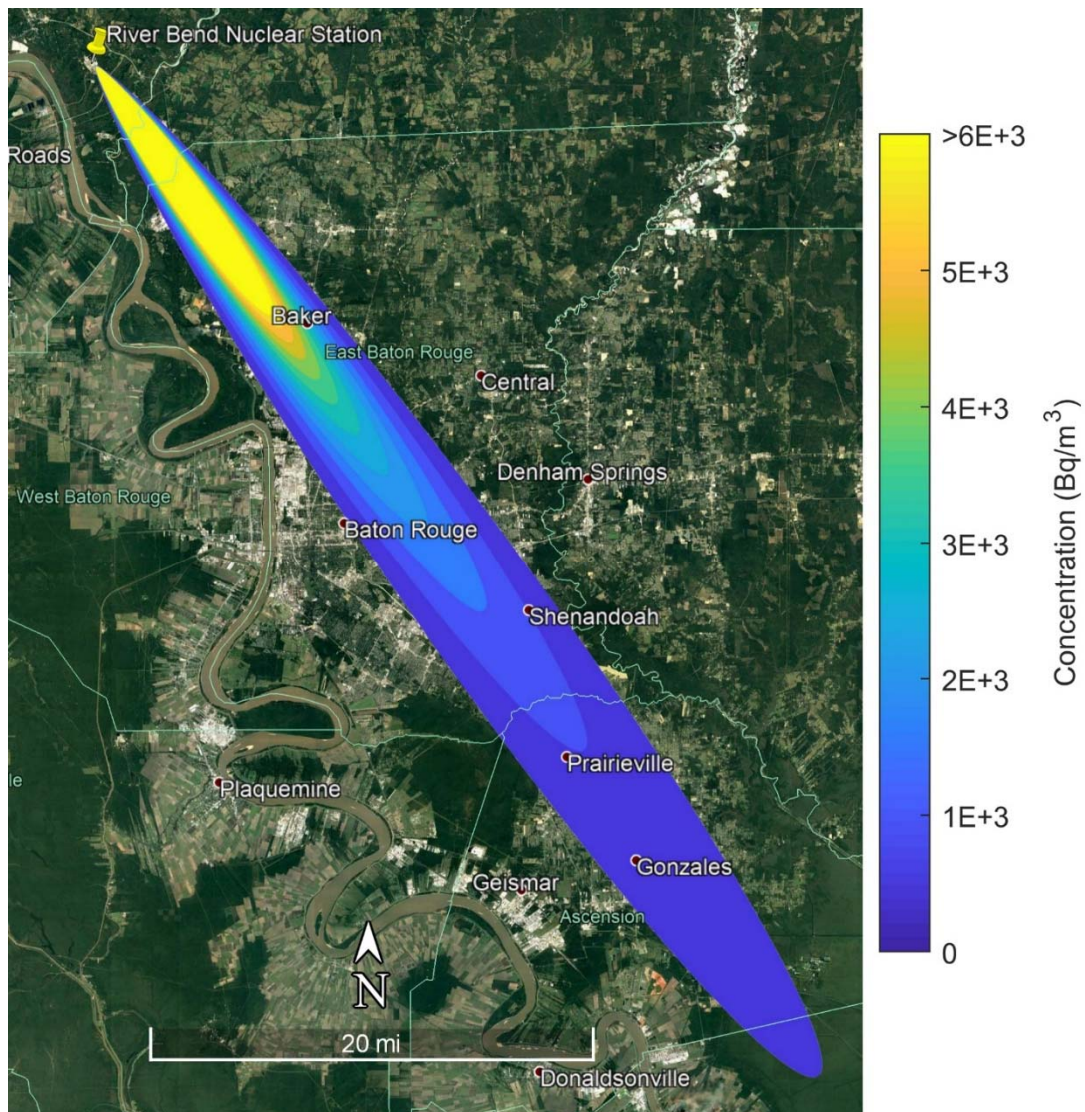 River Bend Nuclear Station
Roads
Baker
East Baton Rouge
Central
Denham Springs
West Baton Rouge
Baton Rouge
Shenandoah
Prairieville
Plaquemine
le
Gonzales
Geismar
Ascension
N
20 mi
Donaldsonville
>6E+3
5E+3
4E+3
3E+3
2E+3
1E+3
0
Concentration (Bq/m³)